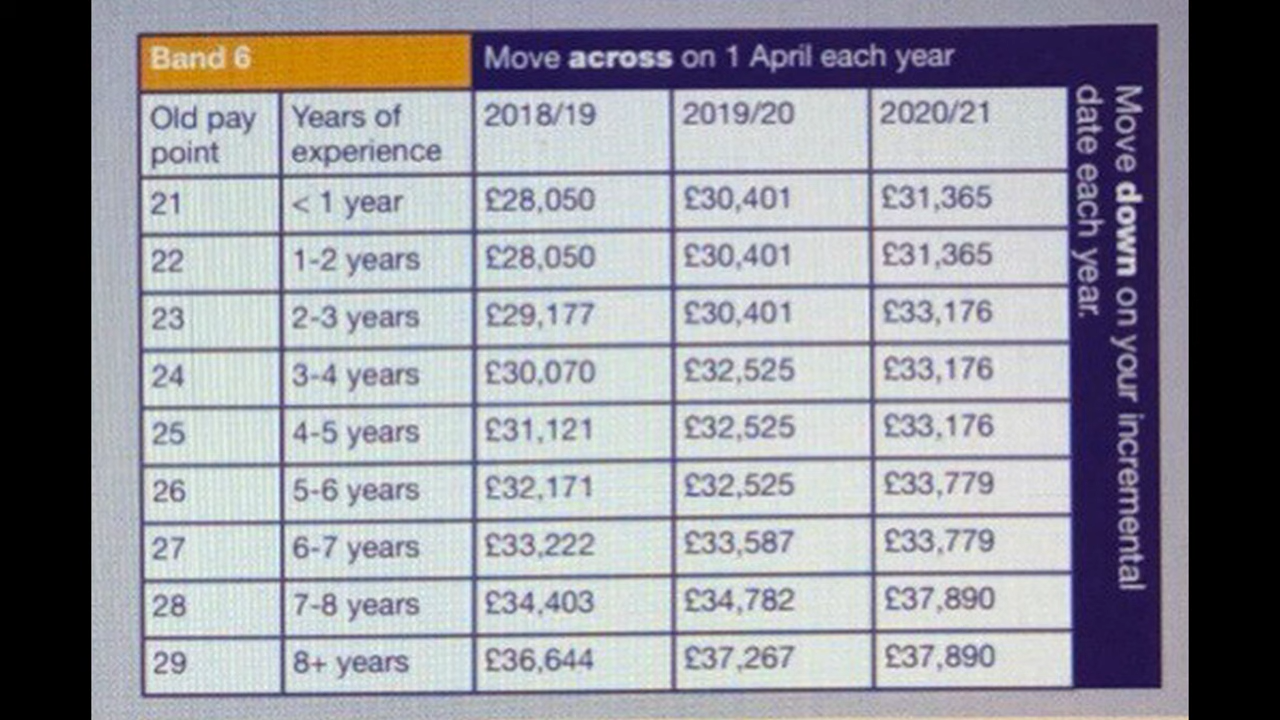 Band 6 Move across on 1 April each year
Old pay point Years of experience 2018/19 2019/20 2020/21
21 < 1 year £28,050 £30,401 £31,365
22 1-2 years £28,050 £30,401 £31,365
23 2-3 years £29,177 £30,401 £33,176
24 3-4 years £30,070 £32,525 £33,176
25 4-5 years £31,121 £32,525 £33,176
26 5-6 years £32,171 £32,525 £33,779
27 6-7 years £33,222 £33,587 £33,779
28 7-8 years £34,403 £34,782 £37,890
29 8+ years £36,644 £37,267 £37,890
Move down on your incremental
date each year.